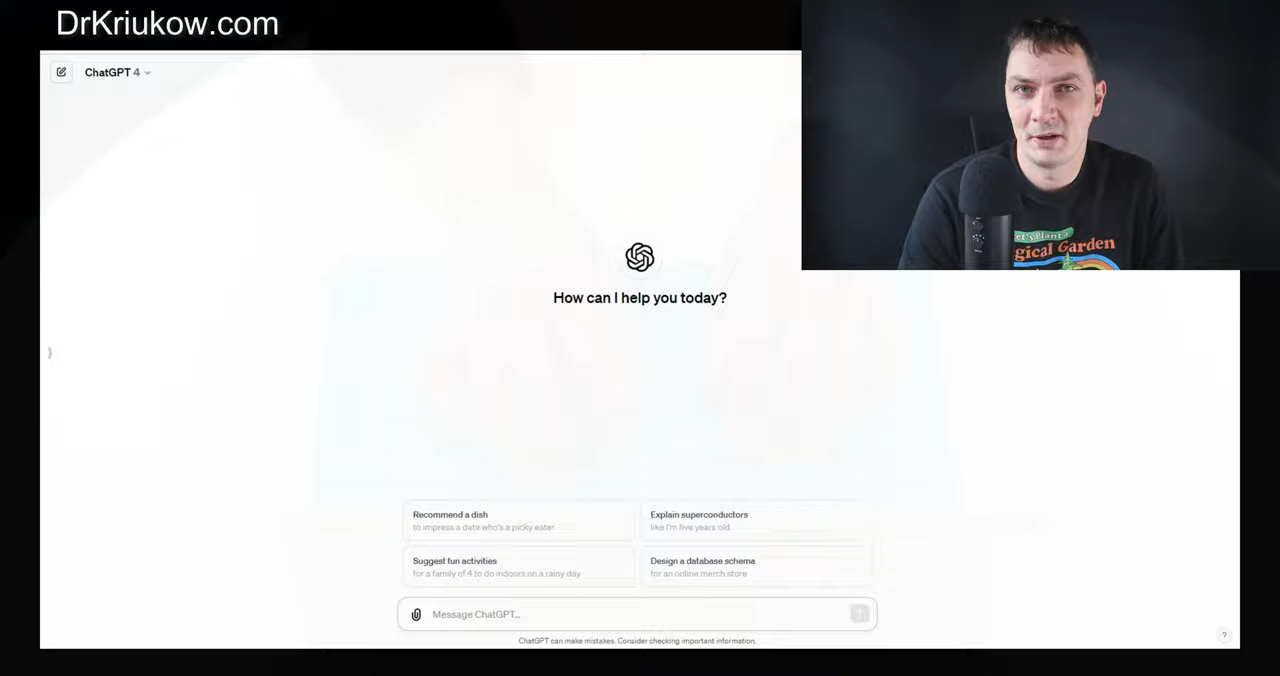 DrKriukow.com
ChatGPT 4
How can I help you today?
Recommend a dish
to impress a date who's a picky eater
Explain superconductors
like I'm five years old
Suggest fun activities
for a family of 4 to do indoors on a rainy day
Design a database schema
for an online merch store
Message ChatGPT...
ChatGPT can make mistakes. Consider checking important information.
?
Let's Plant a
gical Garden